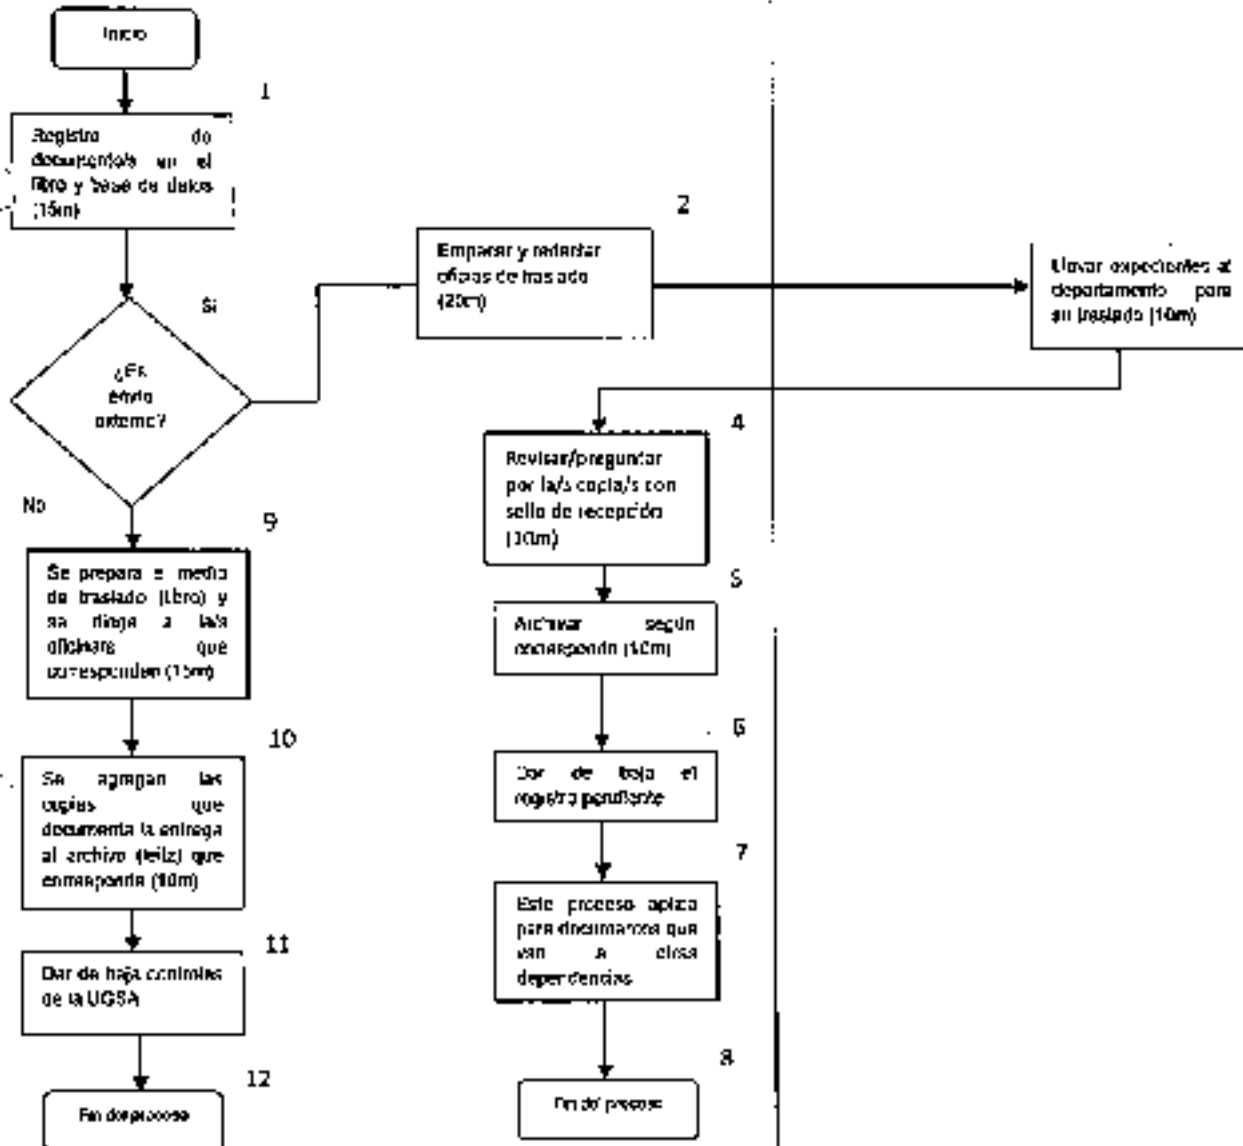 Inicio
1
Registro de
documento/s en el
libro y base de datos
(15m)
Si
¿Es
envío
externo?
No
2
Empacar y redactar
oficios de traslado
(20m)
Llevar expedientes al
departamento para
su traslado (10m)
4
Revisar/preguntar
por la/s copia/s con
sello de recepción
(10m)
5
Archivar según
corresponda (10m)
6
Dar de baja el
registro pendiente
7
Este proceso aplica
para documentos que
van a otras
dependencias
8
Fin del proceso
9
Se prepara el medio
de traslado (libro) y
se dirige a la/s
oficina/s que
corresponden (15m)
10
Se agregan las
copias que
documenta la entrega
al archivo (leitz) que
corresponda (10m)
11
Dar de baja controles
de la UGSA
12
Fin del proceso